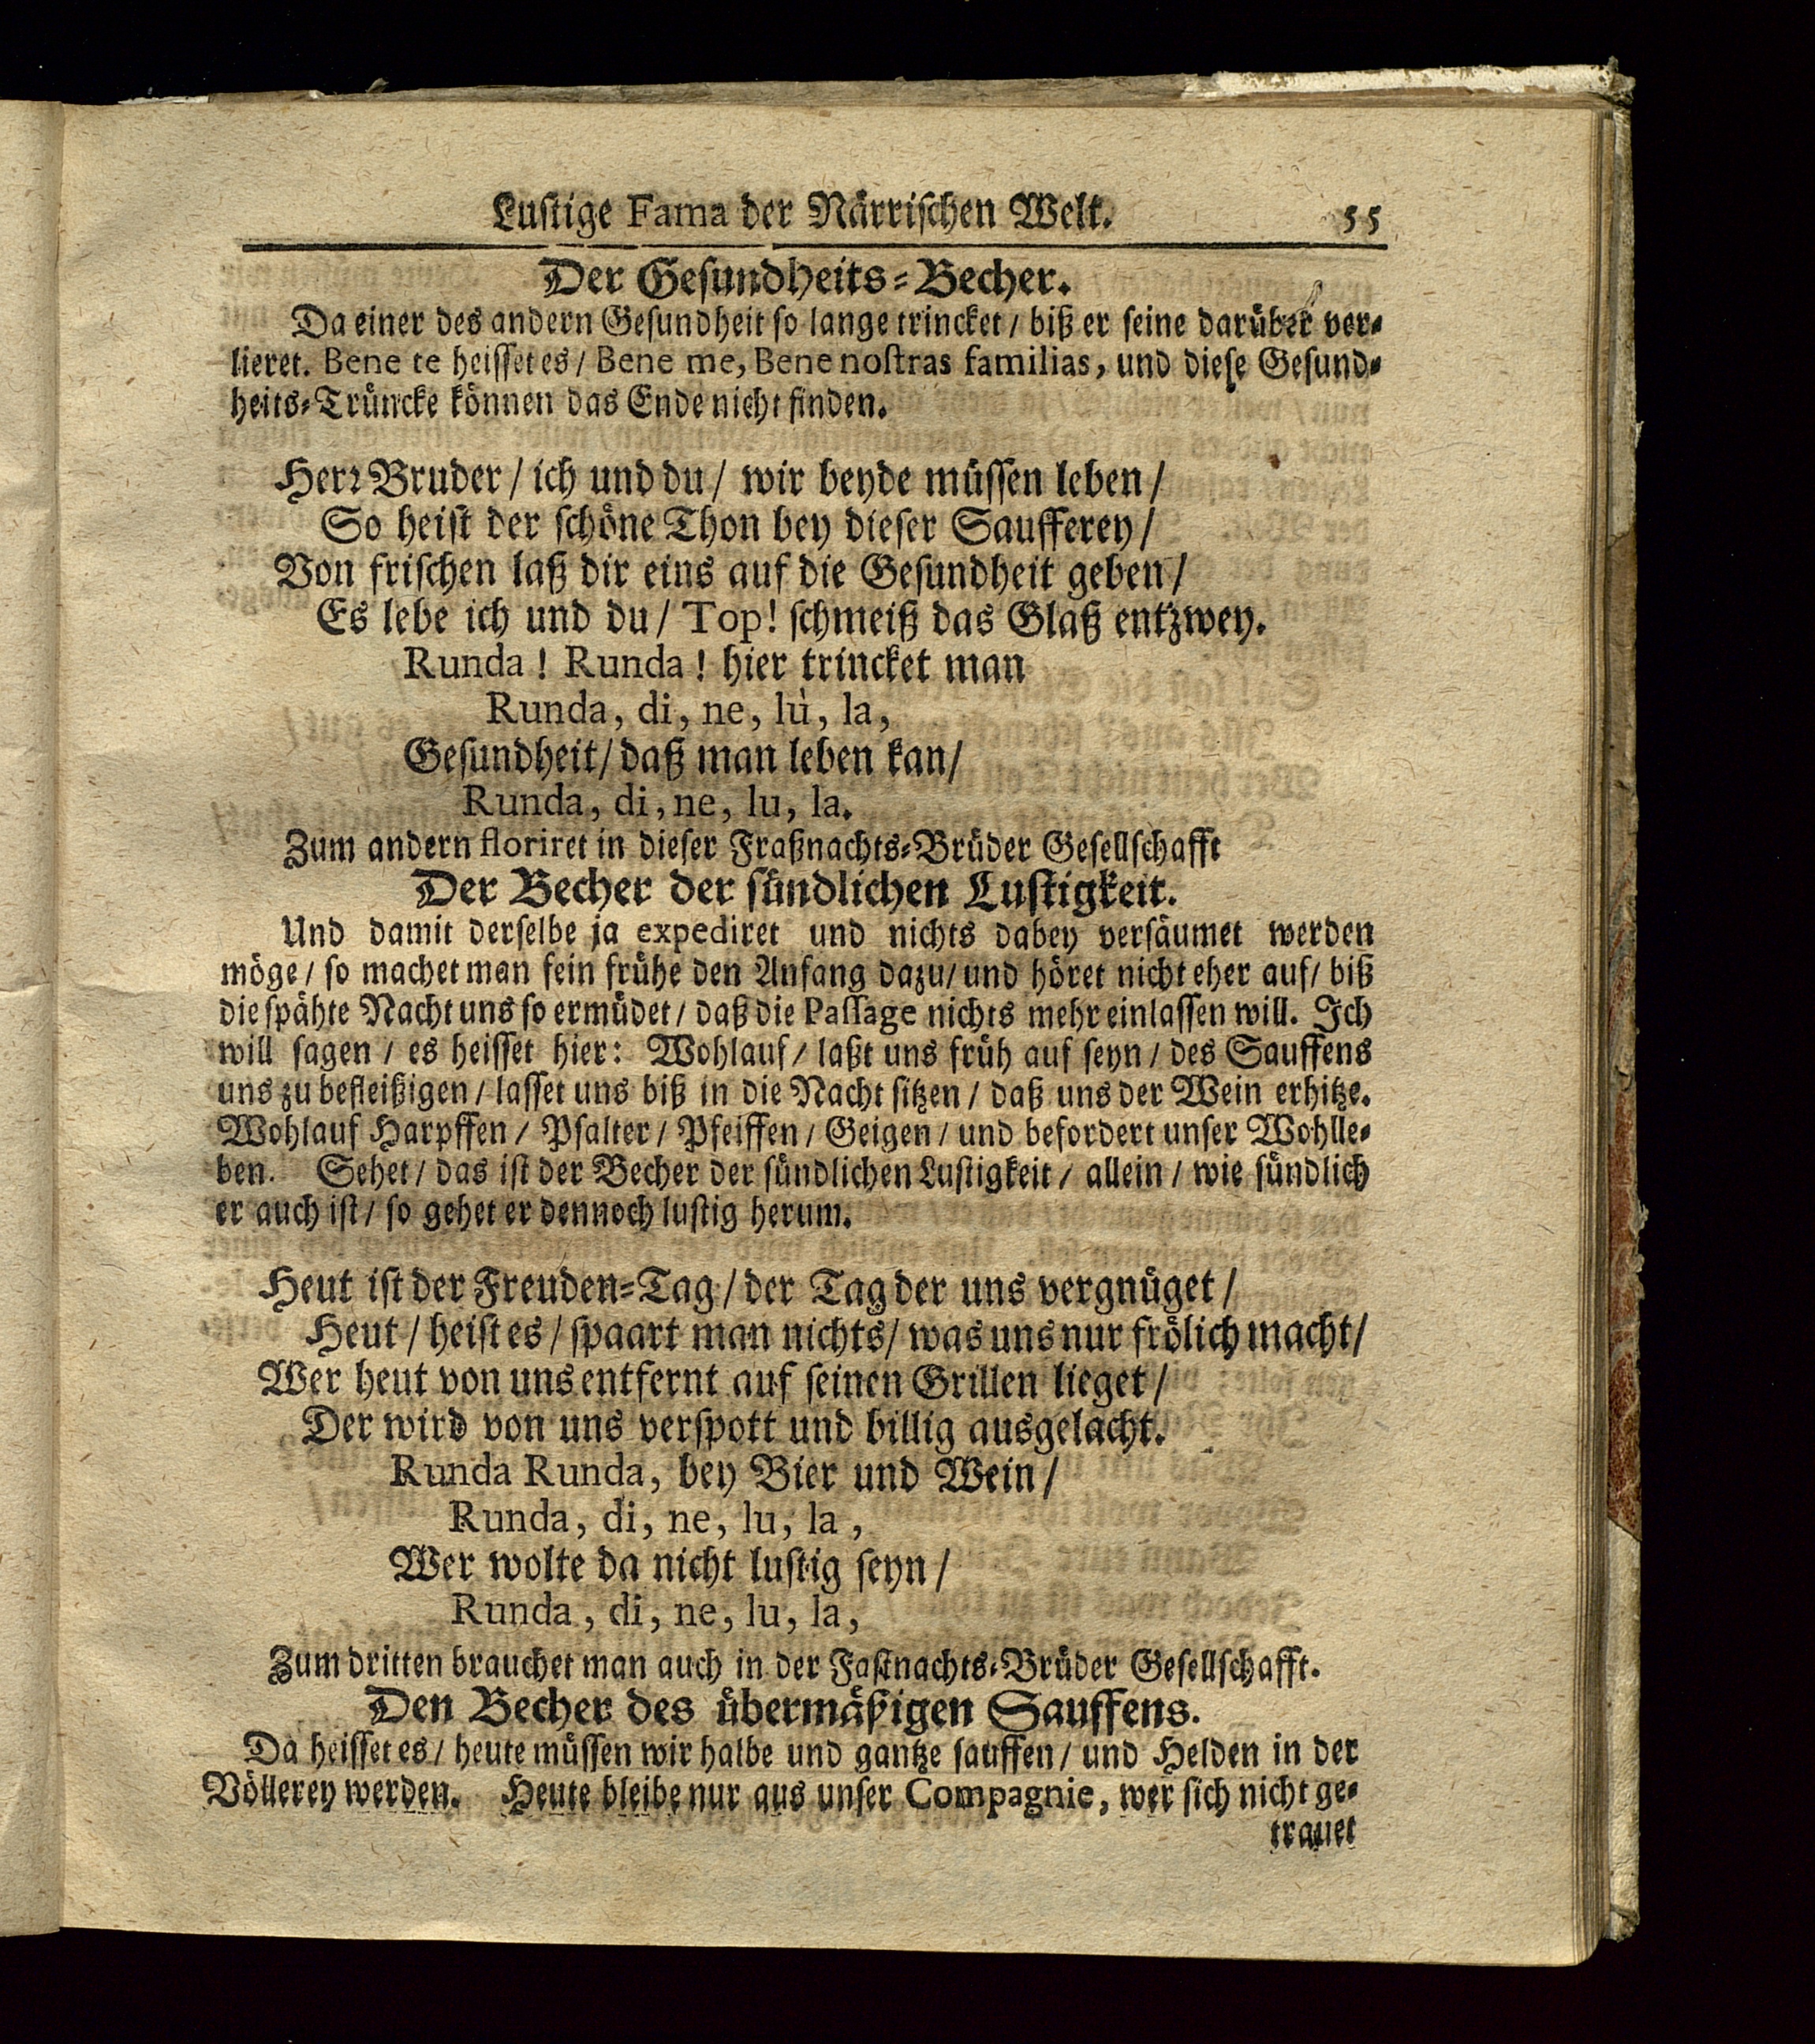 Lustige Fama der Närrischen Welt. 55
Der Gesundheits-Becher.
Da einer des andern Gesundheit so lange trincket / biß er seine darüber ver-
lieret. Bene te heisset es / Bene me, Bene nostras familias, und diese Gesund-
heits-Trüncke können das Ende nicht finden.
Herr Bruder / ich und du / wir beyde müssen leben /
So heist der schöne Thon bey dieser Saufferey /
Von frischen laß dir eins auf die Gesundheit geben /
Es lebe ich und du / Top! schmeiß das Glaß entzwey.
Runda! Runda! hier trincket man
Runda, di, ne, lù, la,
Gesundheit / daß man leben kan /
Runda, di, ne, lu, la.
Zum andern floriret in dieser Fraßnachts-Brüder Gesellschafft
Der Becher der sündlichen Lustigkeit.
Und damit derselbe ja expediret und nichts dabey versäumet werden
möge / so machet man fein frühe den Anfang dazu / und höret nicht eher auf / biß
die spähte Nacht uns so ermüdet / daß die Passage nichts mehr einlassen will. Ich
will sagen / es heisset hier: Wohlauf / laßt uns früh auf seyn / des Sauffens
uns zu befleißigen / lasset uns biß in die Nacht sitzen / daß uns der Wein erhitze.
Wohlauf Harpffen / Psalter / Pfeiffen / Geigen / und befordert unser Wohlle-
ben. Sehet / das ist der Becher der sündlichen Lustigkeit / allein / wie sündlich
er auch ist / so gehet er dennoch lustig herum.
Heut ist der Freuden-Tag / der Tag der uns vergnüget /
Heut / heist es / spaart man nichts / was uns nur frölich macht /
Wer heut von uns entfernt auf seinen Grillen lieget /
Der wird von uns verspott und billig ausgelacht.
Runda Runda, bey Bier und Wein /
Runda, di, ne, lu, la,
Wer wolte da nicht lustig seyn /
Runda, di, ne, lu, la,
Zum dritten brauchet man auch in der Fastnachts-Brüder Gesellschafft.
Den Becher des übermäßigen Sauffens.
Da heisset es / heute müssen wir halbe und gantze sauffen / und Helden in der
Völlerey werden. Heute bleibe nur aus unser Compagnie, wer sich nicht ge-
trauet